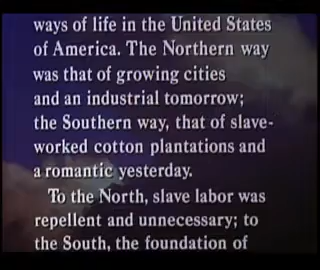 ways of life in the United States
of America. The Northern way
was that of growing cities
and an industrial tomorrow;
the Southern way, that of slave-
worked cotton plantations and
a romantic yesterday.
To the North, slave labor was
repellent and unnecessary; to
the South, the foundation of